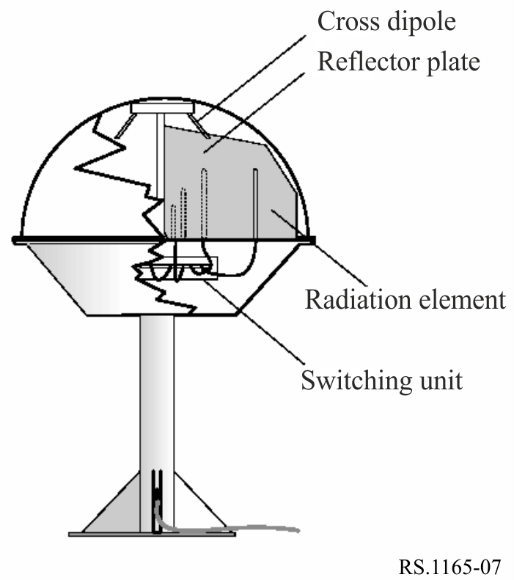 Cross dipole
Reflector plate
Radiation element
Switching unit
RS.1165-07